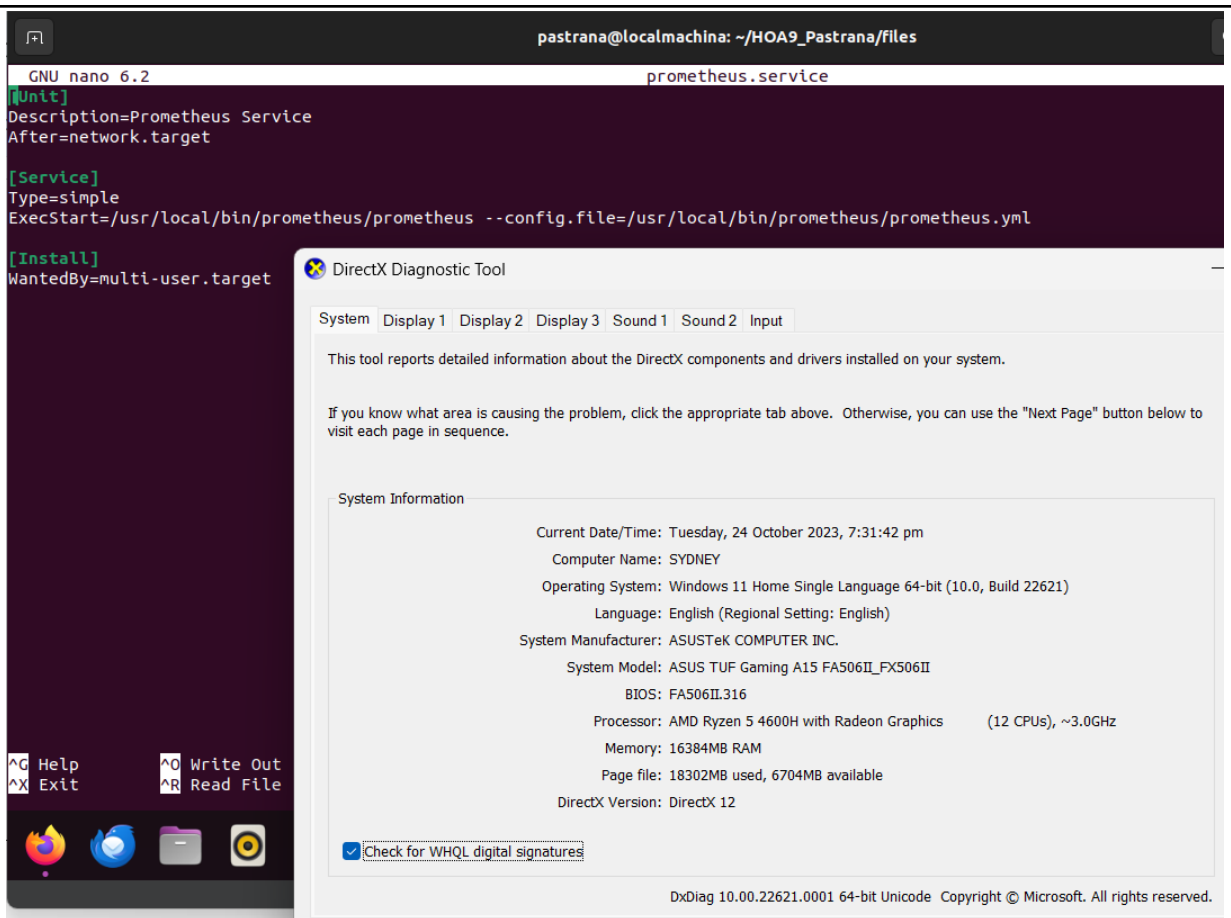 pastrana@localmachina: ~/HOA9_Pastrana/files
GNU nano 6.2 prometheus.service
[Unit]
Description=Prometheus Service
After=network.target
[Service]
Type=simple
ExecStart=/usr/local/bin/prometheus/prometheus --config.file=/usr/local/bin/prometheus/prometheus.yml
[Install]
WantedBy=multi-user.target
^G Help ^O Write Out
^X Exit ^R Read File
DirectX Diagnostic Tool
System Display 1 Display 2 Display 3 Sound 1 Sound 2 Input
This tool reports detailed information about the DirectX components and drivers installed on your system.
If you know what area is causing the problem, click the appropriate tab above. Otherwise, you can use the "Next Page" button below to
visit each page in sequence.
System Information
Current Date/Time: Tuesday, 24 October 2023, 7:31:42 pm
Computer Name: SYDNEY
Operating System: Windows 11 Home Single Language 64-bit (10.0, Build 22621)
Language: English (Regional Setting: English)
System Manufacturer: ASUSTeK COMPUTER INC.
System Model: ASUS TUF Gaming A15 FA506II_FX506II
BIOS: FA506II.316
Processor: AMD Ryzen 5 4600H with Radeon Graphics (12 CPUs), ~3.0GHz
Memory: 16384MB RAM
Page file: 18302MB used, 6704MB available
DirectX Version: DirectX 12
Check for WHQL digital signatures
DxDiag 10.00.22621.0001 64-bit Unicode Copyright © Microsoft. All rights reserved.